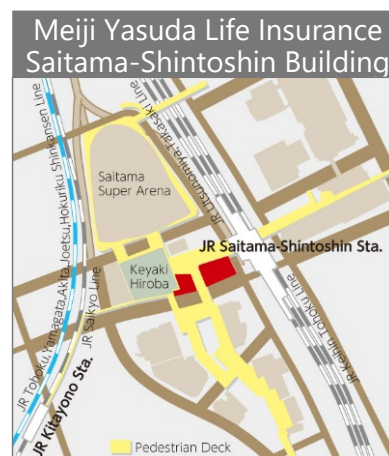 Meiji Yasuda Life Insurance
Saitama-Shintoshin Building
JR Tohoku,Yamagata,Akita,Joetsu,Hokuriku Shinkansen Line
JR Saikyo Line
JR Utsunomiya,Takasaki Line
Saitama
Super Arena
JR Saitama-Shintoshin Sta.
Keyaki
Hiroba
JR Keihin Tohoku Line
JR Kitayono Sta.
Pedestrian Deck